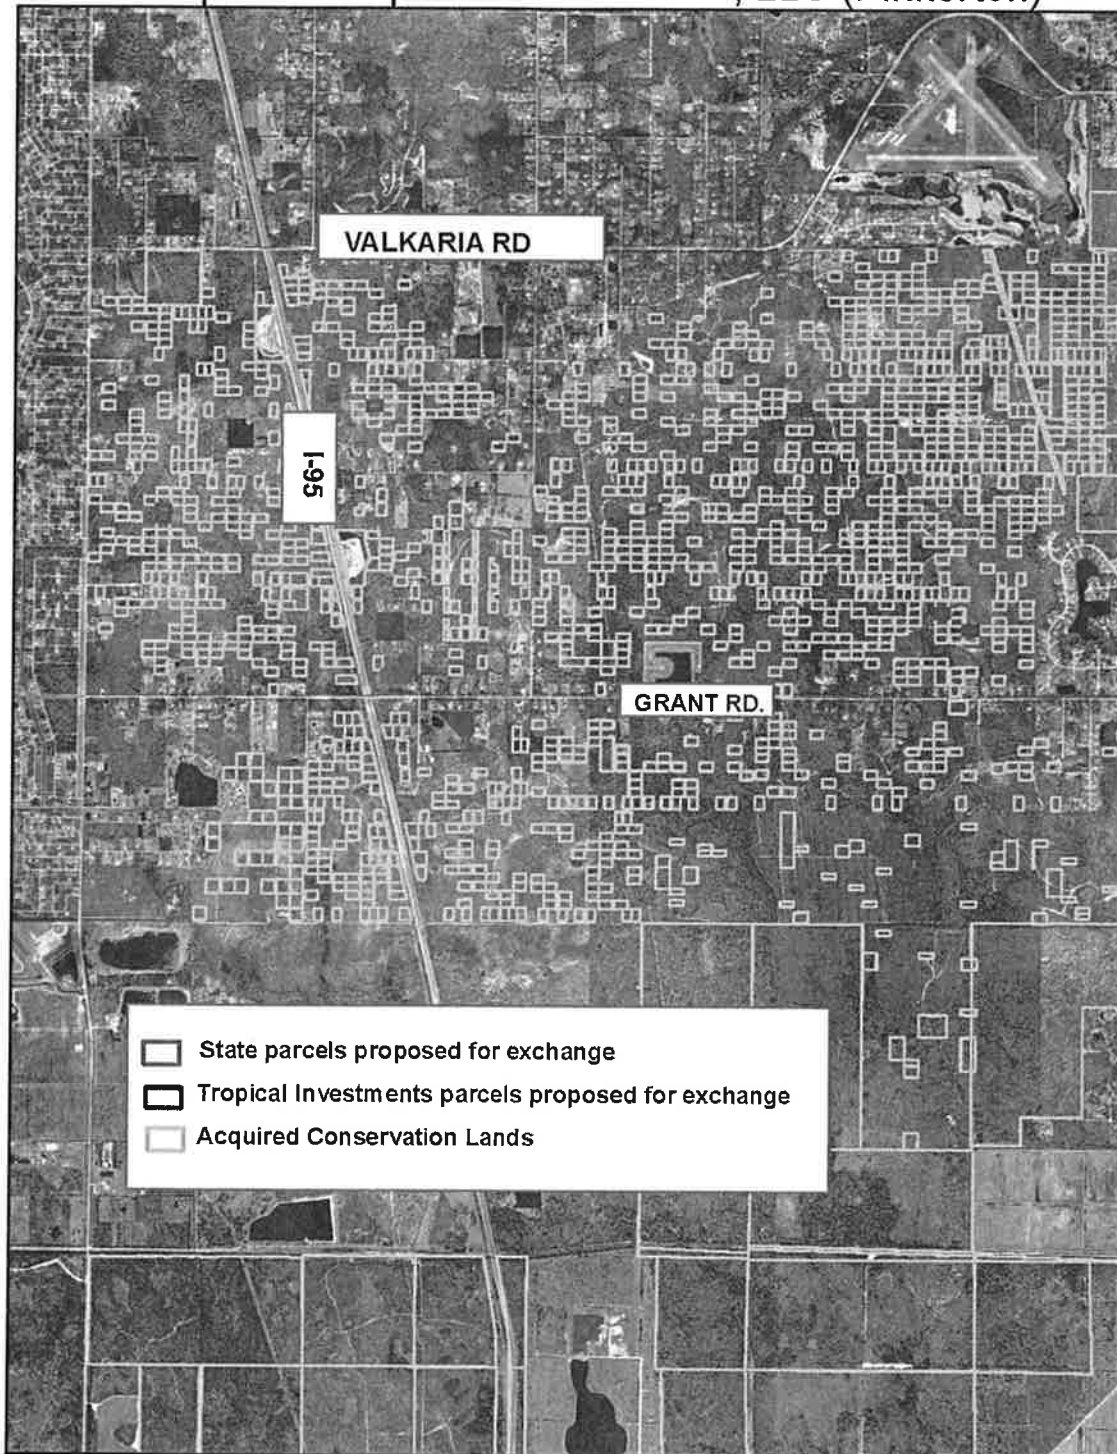 VALKARIA RD
I-95
GRANT RD.
State parcels proposed for exchange
Tropical Investments parcels proposed for exchange
Acquired Conservation Lands